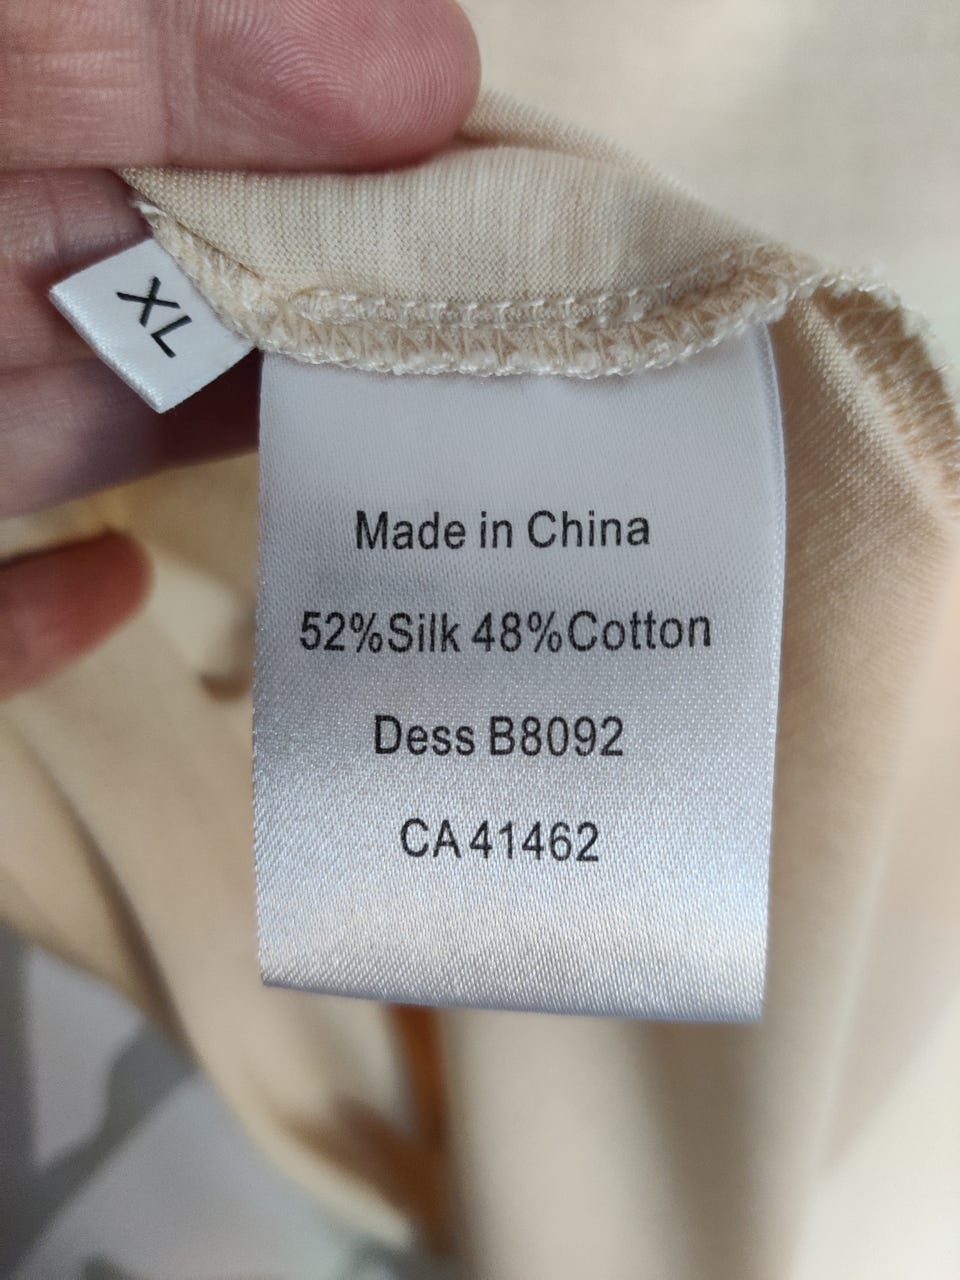 XL
Made in China
52%Silk 48%Cotton
Dess B8092
CA 41462